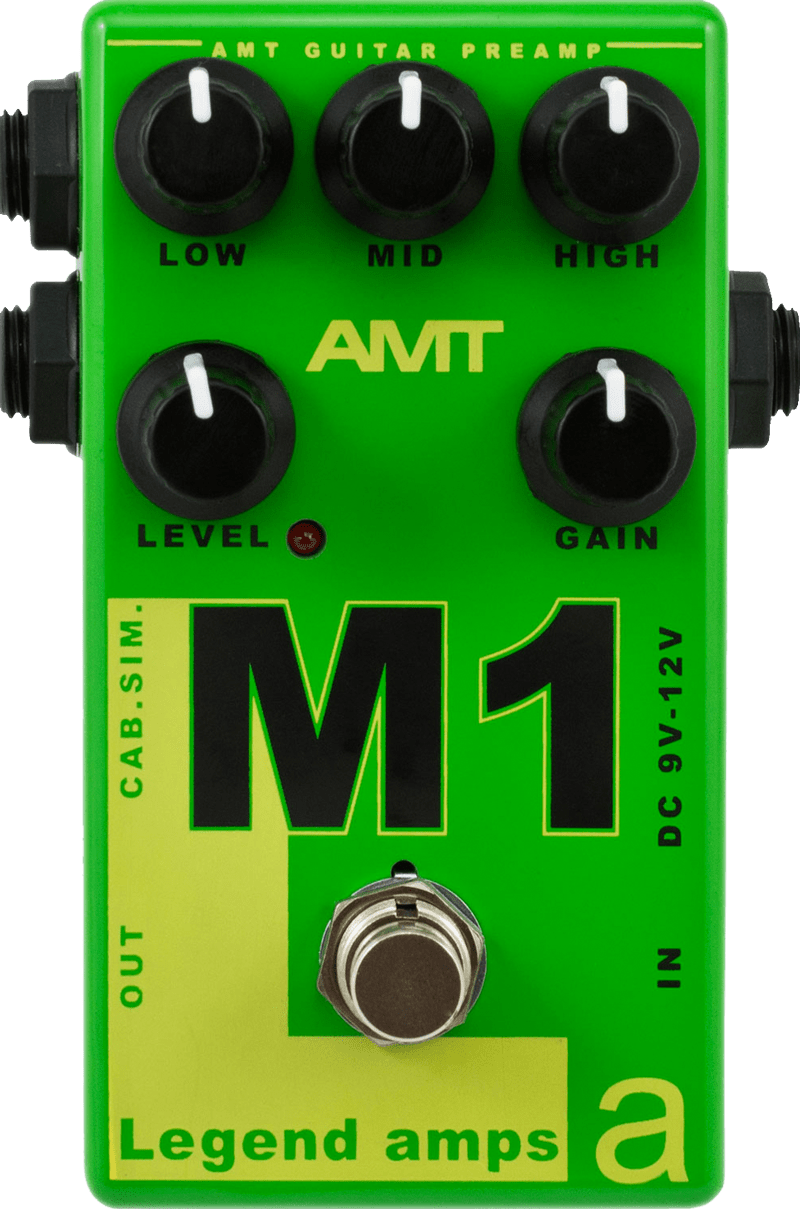 AMT GUITAR PREAMP
LOW MID HIGH
AMT
LEVEL GAIN
CAB.SIM.
M1
DC 9V-12V
OUT
IN
Legend amps
a